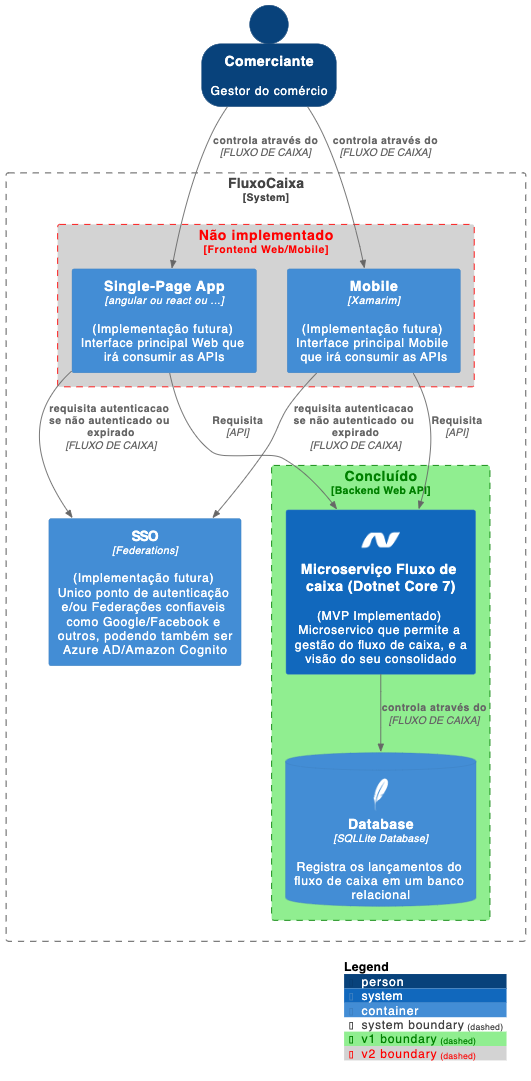 Comerciante
Gestor do comércio
controla através do
[FLUXO DE CAIXA]
controla através do
[FLUXO DE CAIXA]
FluxoCaixa
[System]
Não implementado
[Frontend Web/Mobile]
Single-Page App
[angular ou react ou ...]
(Implementação futura)
Interface principal Web que
irá consumir as APIs
Mobile
[Xamarim]
(Implementação futura)
Interface principal Mobile
que irá consumir as APIs
requisita autenticacao
se não autenticado ou
expirado
[FLUXO DE CAIXA]
Requisita
[API]
requisita autenticacao
se não autenticado ou
expirado
[FLUXO DE CAIXA]
Requisita
[API]
SSO
[Federations]
(Implementação futura)
Unico ponto de autenticação
e/ou Federações confiaveis
como Google/Facebook e
outros, podendo também ser
Azure AD/Amazon Cognito
Concluído
[Backend Web API]
Microserviço Fluxo de
caixa (Dotnet Core 7)
(MVP Implementado)
Microservico que permite a
gestão do fluxo de caixa, e a
visão do seu consolidado
controla através do
[FLUXO DE CAIXA]
Database
[SQLLite Database]
Registra os lançamentos do
fluxo de caixa em um banco
relacional
Legend
person
system
container
system boundary (dashed)
v1 boundary (dashed)
v2 boundary (dashed)